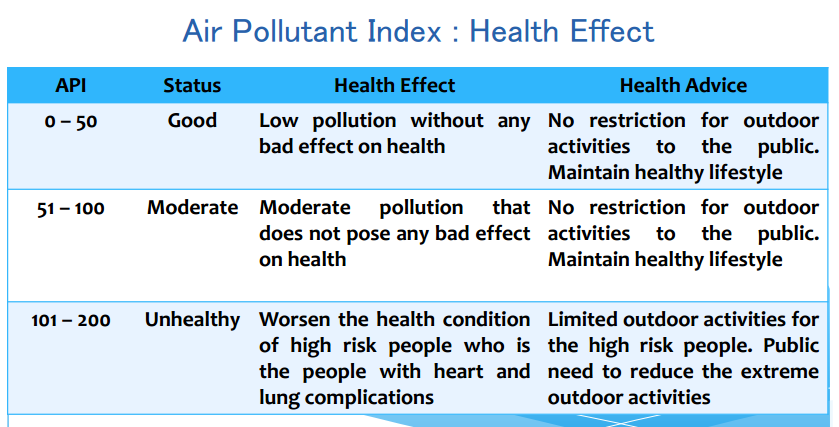 Air Pollutant Index : Health Effect
API Status Health Effect Health Advice
0 – 50 Good Low pollution without any No restriction for outdoor
bad effect on health activities to the public.
Maintain healthy lifestyle
51 – 100 Moderate Moderate pollution that No restriction for outdoor
does not pose any bad effect activities to the public.
on health Maintain healthy lifestyle
101 – 200 Unhealthy Worsen the health condition Limited outdoor activities for
of high risk people who is the high risk people. Public
the people with heart and need to reduce the extreme
lung complications outdoor activities